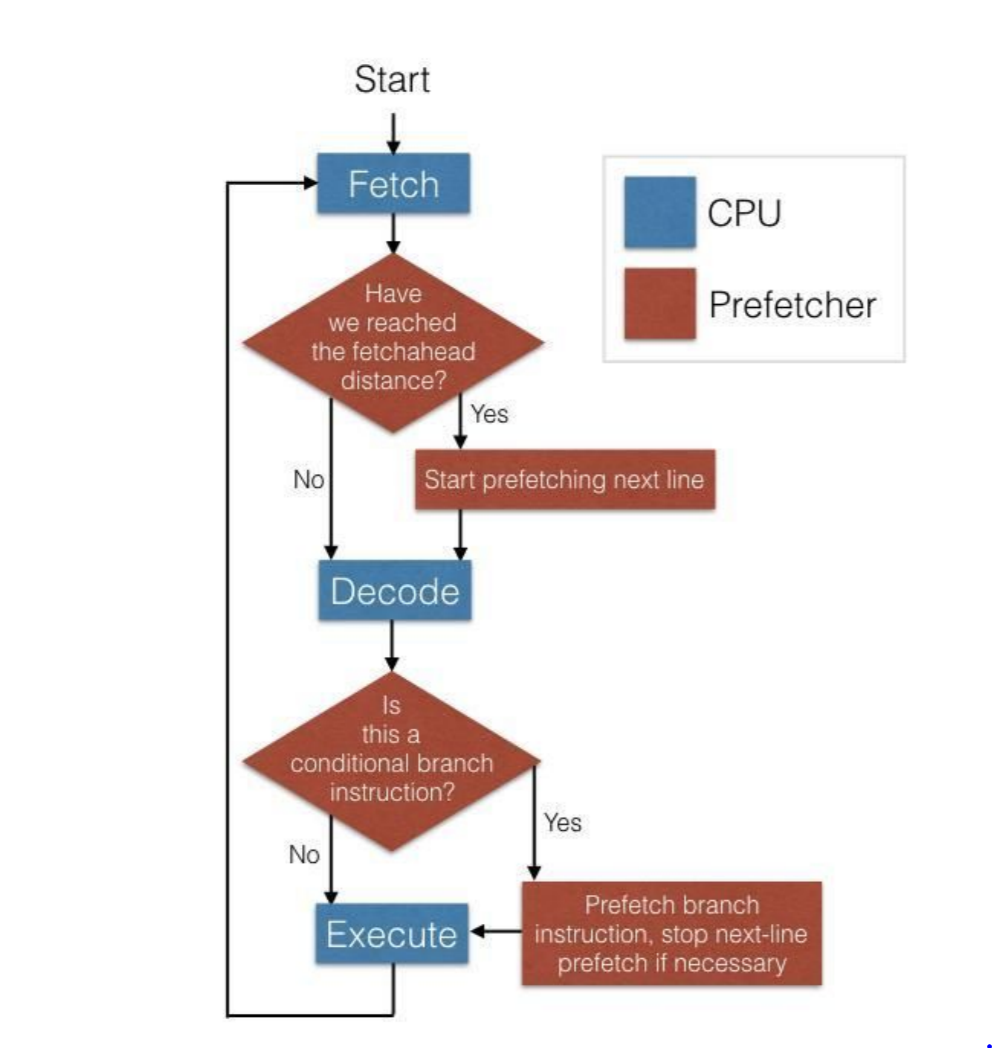 Start
Fetch
CPU
Prefetcher
Have
we reached
the fetchahead
distance?
Yes
No
Start prefetching next line
Decode
Is
this a
conditional branch
instruction?
Yes
No
Prefetch branch
instruction, stop next-line
prefetch if necessary
Execute